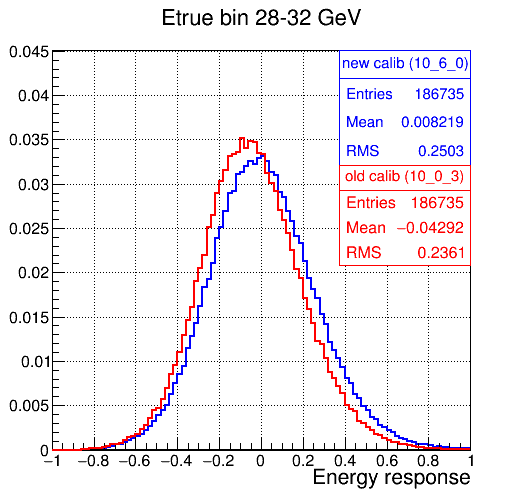 Etrue bin 28-32 GeV
new calib (10_6_0)
Entries 186735
Mean 0.008219
RMS 0.2503
old calib (10_0_3)
Entries 186735
Mean −0.04292
RMS 0.2361
0.045
0.04
0.035
0.03
0.025
0.02
0.015
0.01
0.005
0
−1 −0.8 −0.6 −0.4 −0.2 0 0.2 0.4 0.6 0.8 1
Energy response